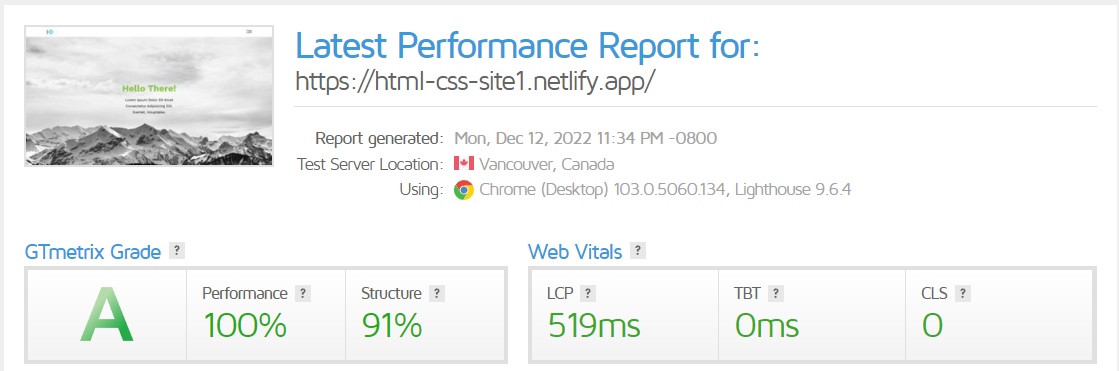 Latest Performance Report for:
https://html-css-site1.netlify.app/
Hello There!
Lorem Ipsum Dolor Sit Amet
Consectetur Adipisicing Elit.
Eveniet, Voluptates.
Report generated: Mon, Dec 12, 2022 11:34 PM -0800
Test Server Location: Vancouver, Canada
Using: Chrome (Desktop) 103.0.5060.134, Lighthouse 9.6.4
GTmetrix Grade ?
A
Performance ?
100%
Structure ?
91%
Web Vitals ?
LCP ?
519ms
TBT ?
0ms
CLS ?
0